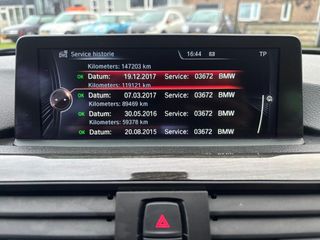 Service historie 16:44 TP
Kilometers: 147203 km
OK Datum: 19.12.2017 Service: 03672 BMW
Kilometers: 119121 km
OK Datum: 07.03.2017 Service: 03672 BMW
Kilometers: 89469 km
OK Datum: 30.05.2016 Service: 03672 BMW
Kilometers: 59378 km
OK Datum: 20.08.2015 Service: 03672 BMW